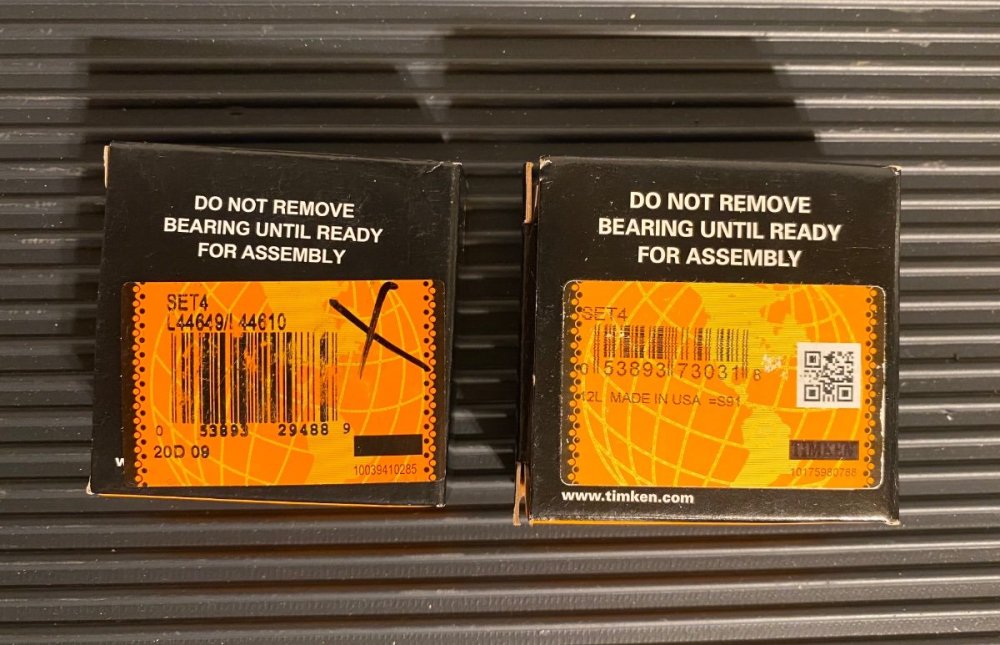 DO NOT REMOVE
BEARING UNTIL READY
FOR ASSEMBLY
SET4
L44649/L44610
X
0 53893 29488 9
20D 09
10039410285
w
DO NOT REMOVE
BEARING UNTIL READY
FOR ASSEMBLY
SET4
0 53893 73031 8
MADE IN USA =S91
TIMKEN
10175980788
www.timken.com